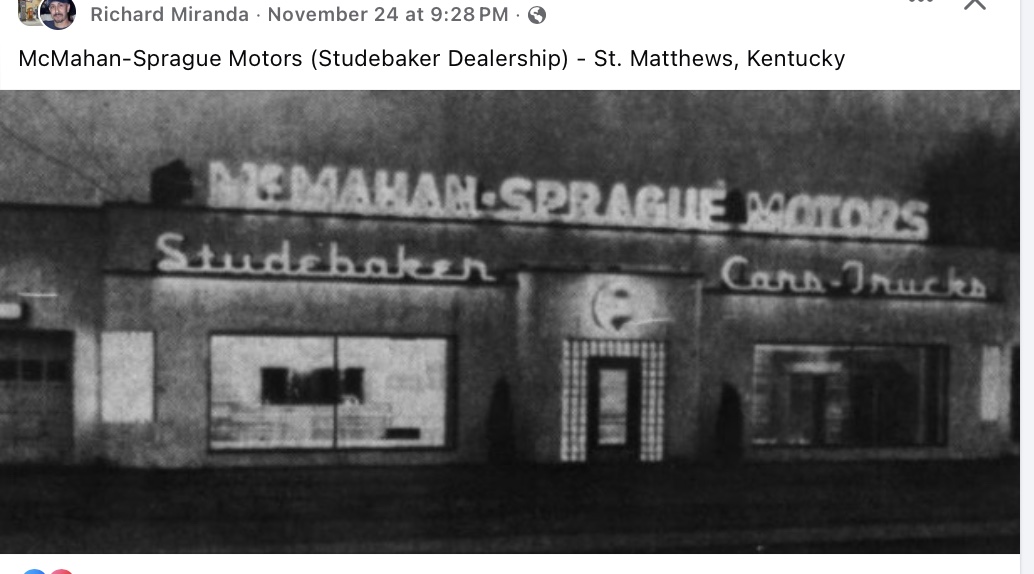 Richard Miranda · November 24 at 9:28 PM ·
McMahan-Sprague Motors (Studebaker Dealership) - St. Matthews, Kentucky
McMAHAN-SPRAGUE MOTORS
Studebaker
Cars-Trucks